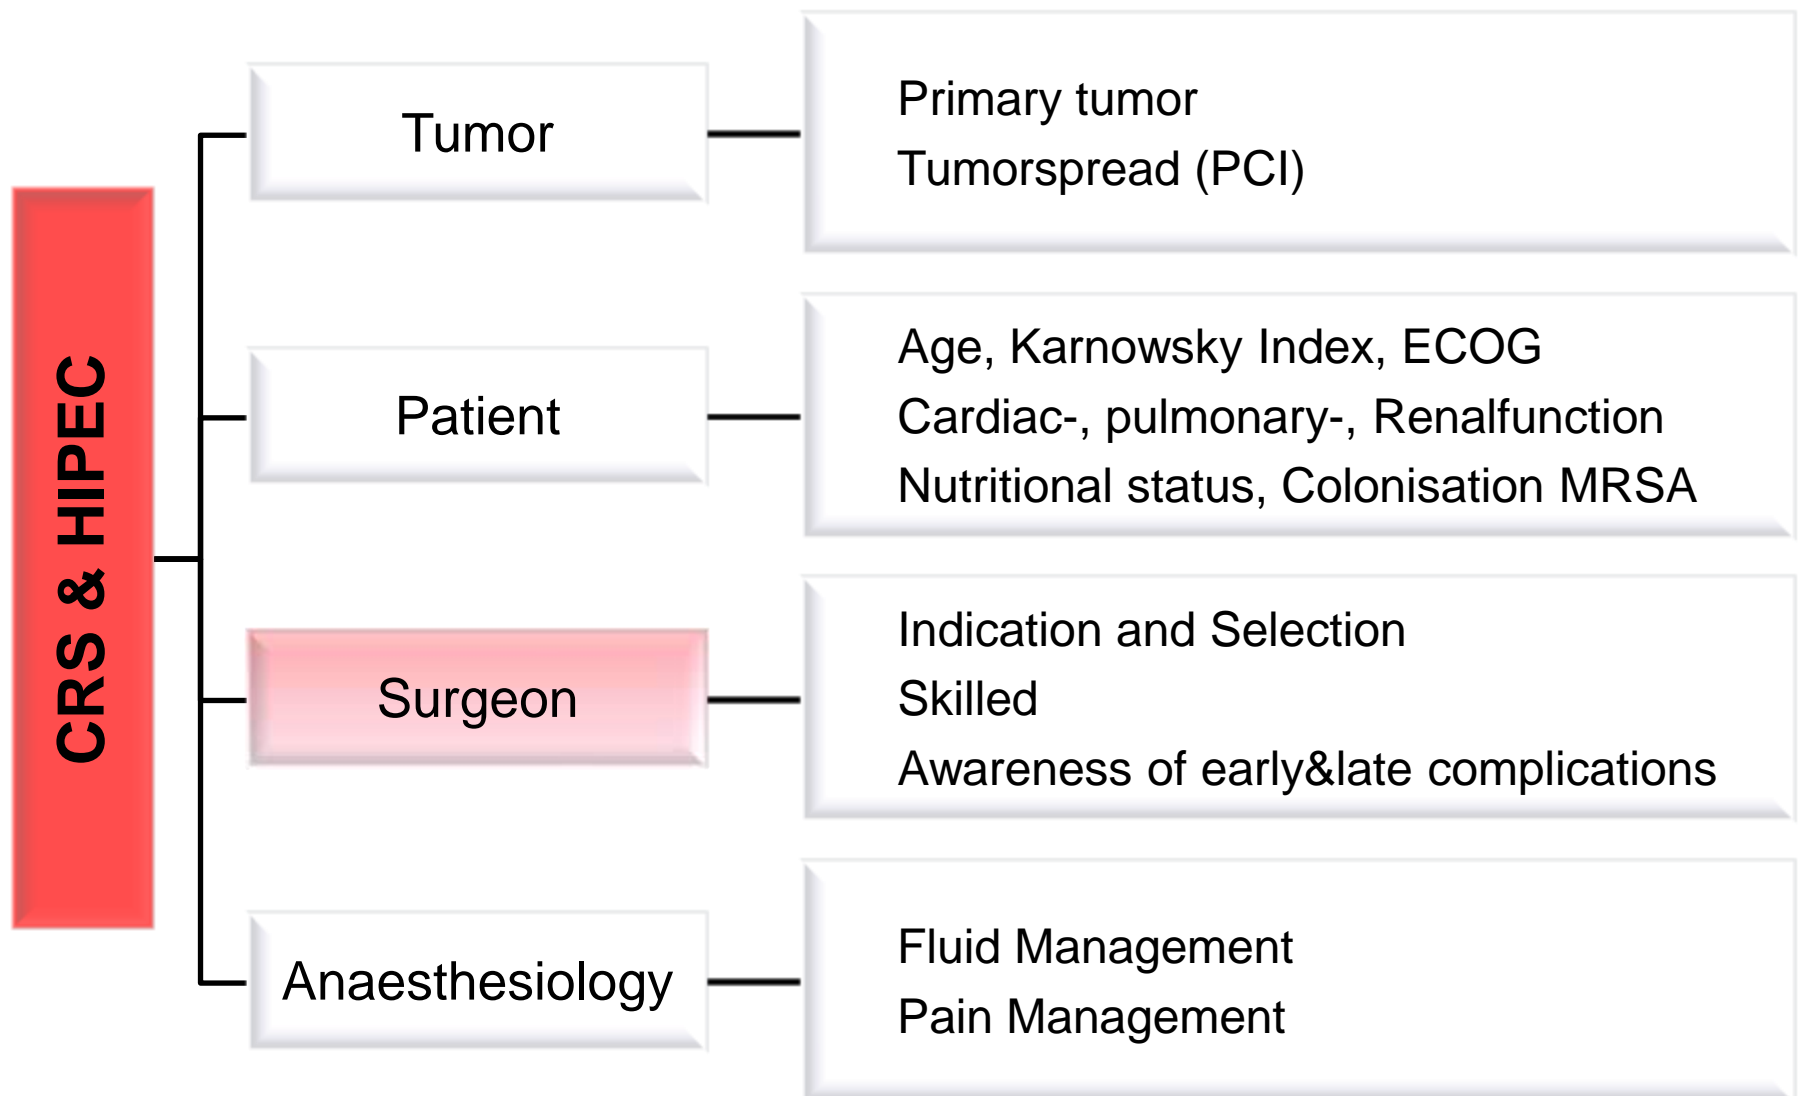 CRS & HIPEC
Tumor
Primary tumor
Tumorspread (PCI)
Patient
Age, Karnowsky Index, ECOG
Cardiac-, pulmonary-, Renalfunction
Nutritional status, Colonisation MRSA
Surgeon
Indication and Selection
Skilled
Awareness of early&late complications
Anaesthesiology
Fluid Management
Pain Management